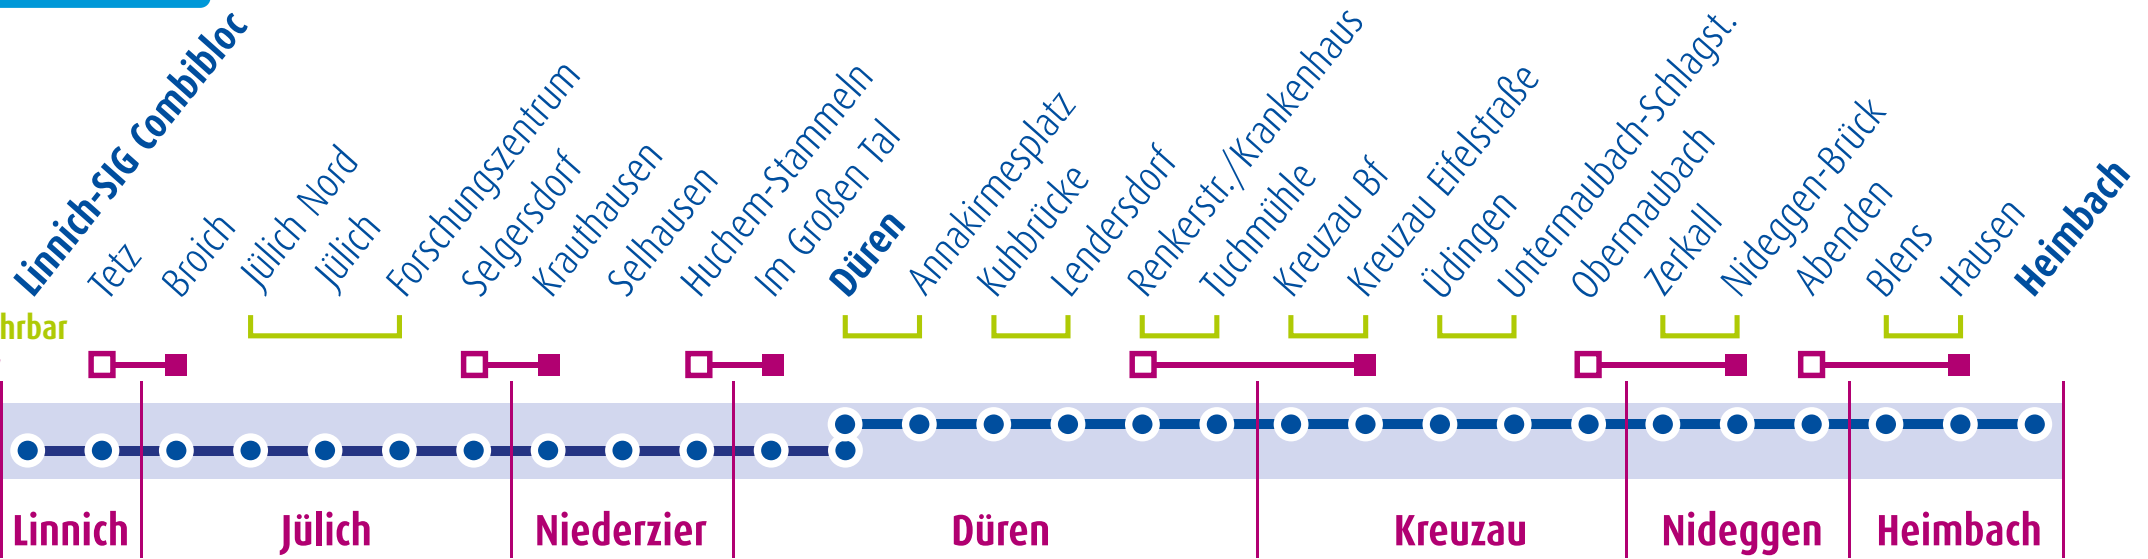 Linnich-SIG Combibloc
Tetz
Broich
Jülich Nord
Jülich
Forschungszentrum
Selgersdorf
Krauthausen
Selhausen
Huchem-Stammeln
Im Großen Tal
Düren
Annakirmesplatz
Kuhbrücke
Lendersdorf
Renkerstr./Krankenhaus
Tuchmühle
Kreuzau Bf
Kreuzau Eifelstraße
Üdingen
Untermaubach-Schlagst.
Obermaubach
Zerkall
Nideggen-Brück
Abenden
Blens
Hausen
Heimbach
hrbar
Linnich
Jülich
Niederzier
Düren
Kreuzau
Nideggen
Heimbach